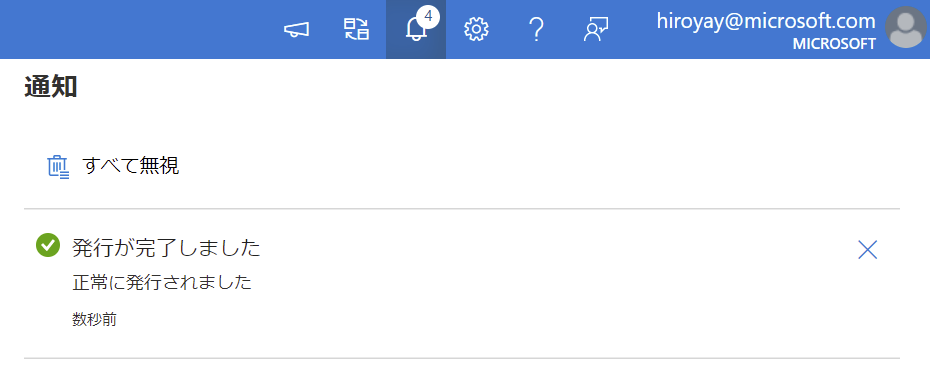 4
hiroyay@microsoft.com
MICROSOFT
通知
すべて無視
発行が完了しました
正常に発行されました
数秒前